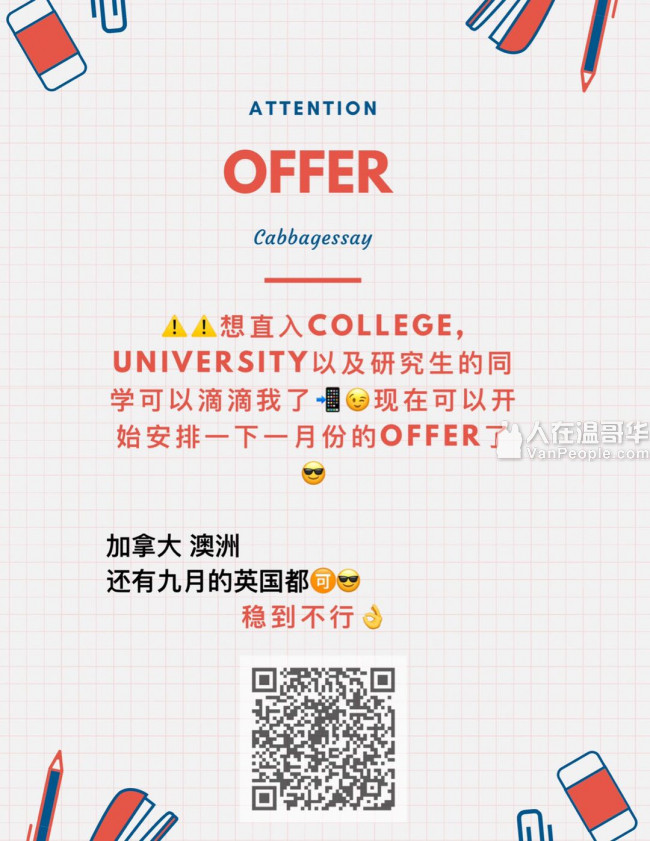 ATTENTION
OFFER
Cabbagessay
⚠️⚠️想直入COLLEGE,
UNIVERSITY以及研究生的同
学可以滴滴我了📲😉现在可以开
始安排一下一月份的OFFER了
😎
人在温哥华
VanPeople.com
加拿大 澳洲
还有九月的英国都🉑😎
稳到不行👌